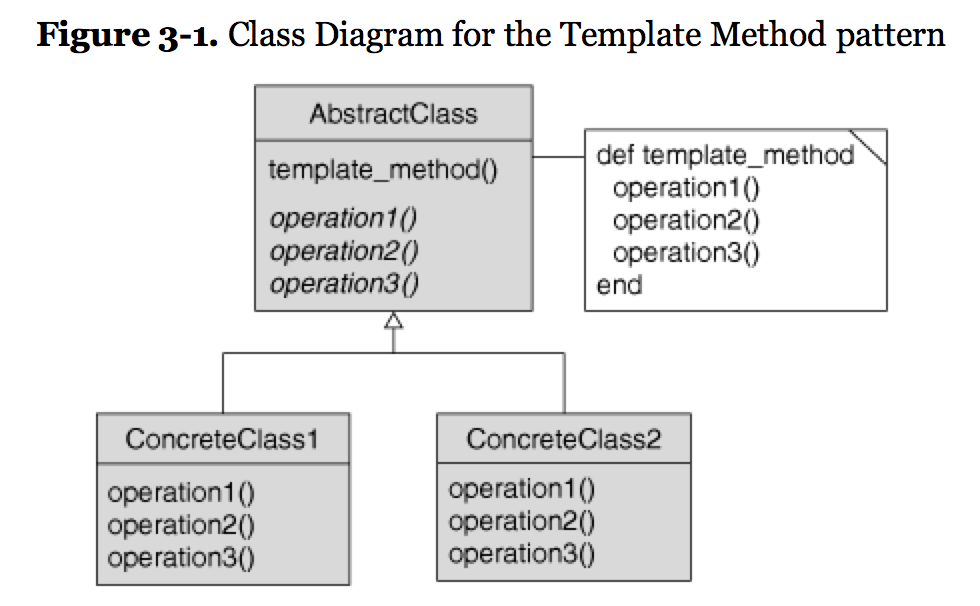 Figure 3-1. Class Diagram for the Template Method pattern
AbstractClass
template_method()
operation1()
operation2()
operation3()
def template_method
operation1()
operation2()
operation3()
end
ConcreteClass1
operation1()
operation2()
operation3()
ConcreteClass2
operation1()
operation2()
operation3()